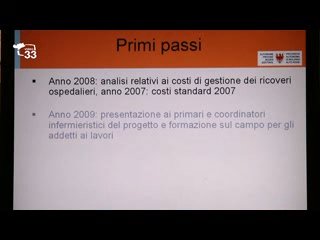 33
Primi passi
• Anno 2008: analisi relativi ai costi di gestione dei ricoveri
ospedalieri, anno 2007: costi standard 2007
• Anno 2009: presentazione ai primari e coordinatori
infermieristici del progetto e formazione sul campo per gli
addetti ai lavori